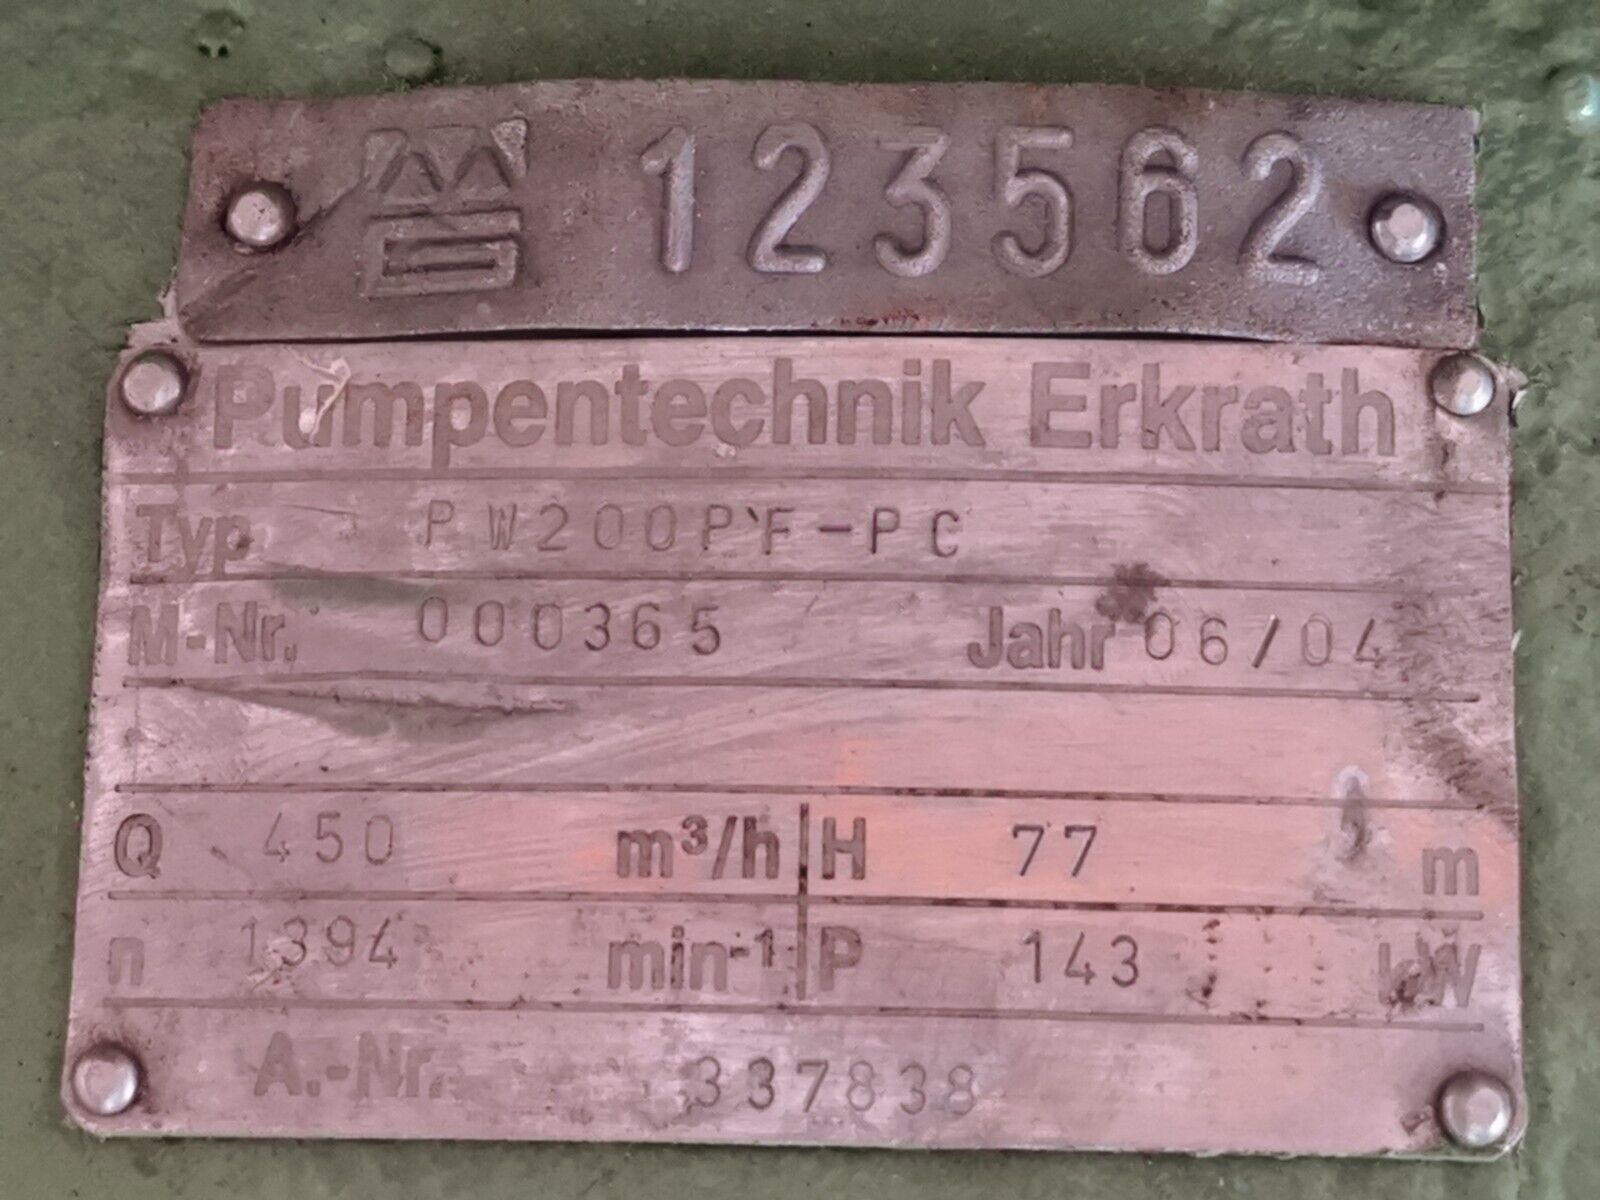 123562
Pumpentechnik Erkrath
Typ PW200PF-PC
M-Nr. 000365 Jahr 06/04
Q 450 m³/h H 77 m
n 1394 min-1 P 143 kW
A.-Nr. 337838